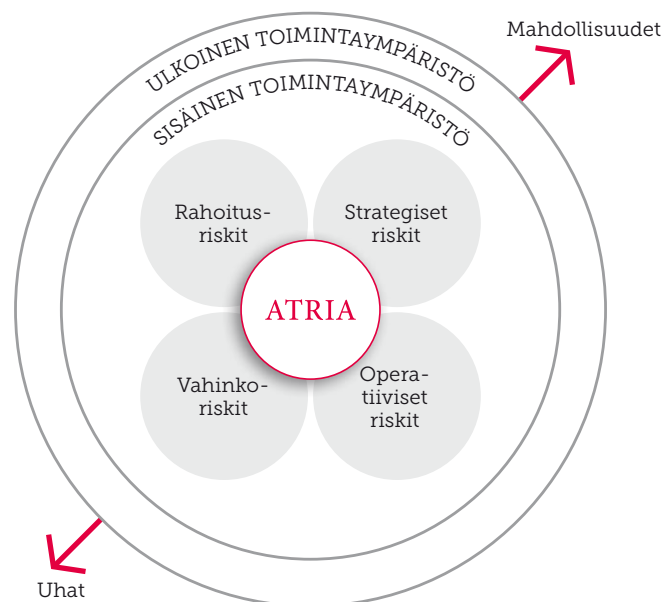 Mahdollisuudet
ULKOINEN TOIMINTAYMPÄRISTÖ
SISÄINEN TOIMINTAYMPÄRISTÖ
Rahoitus-
riskit
Strategiset
riskit
ATRIA
Vahinko-
riskit
Opera-
tiiviset
riskit
Uhat